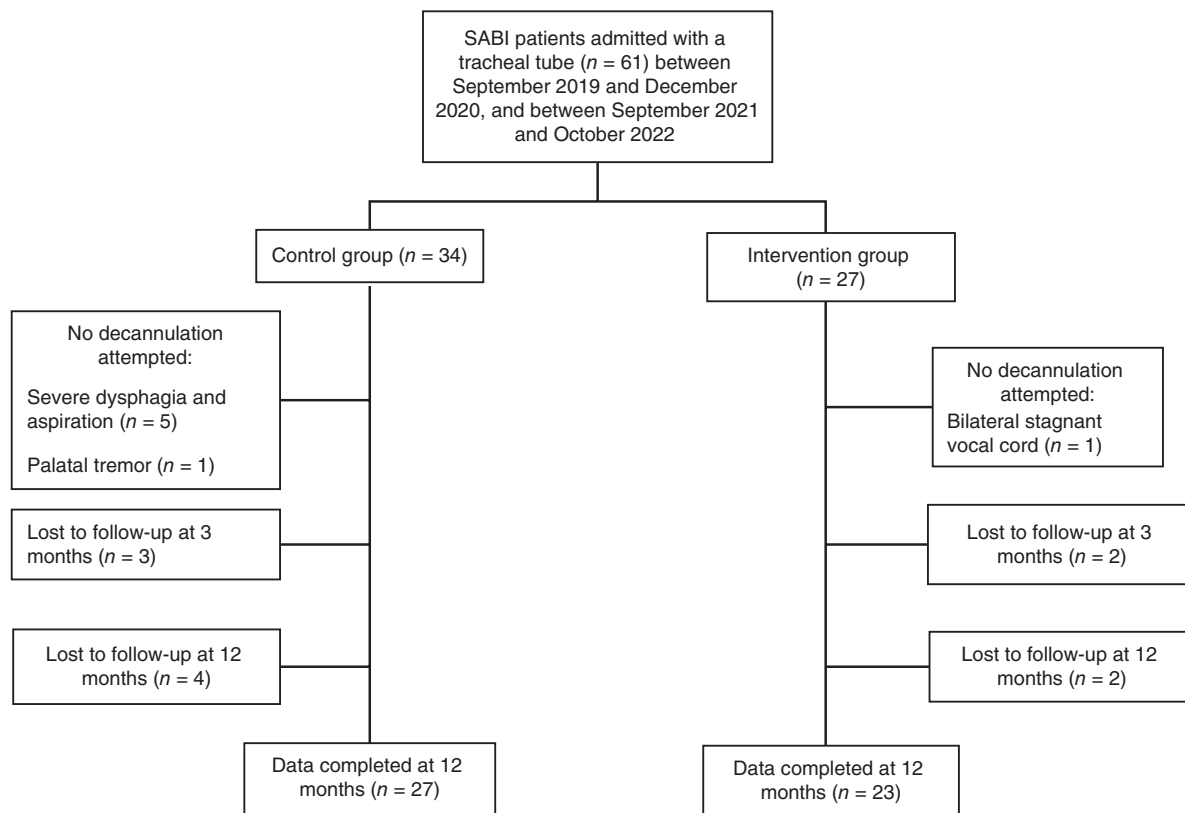 SABI patients admitted with a
tracheal tube (n = 61) between
September 2019 and December
2020, and between September 2021
and October 2022
Control group (n = 34)
Intervention group
(n = 27)
No decannulation
attempted:
Severe dysphagia and
aspiration (n = 5)
Palatal tremor (n = 1)
No decannulation
attempted:
Bilateral stagnant
vocal cord (n = 1)
Lost to follow-up at 3
months (n = 3)
Lost to follow-up at 3
months (n = 2)
Lost to follow-up at 12
months (n = 4)
Lost to follow-up at 12
months (n = 2)
Data completed at 12
months (n = 27)
Data completed at 12
months (n = 23)